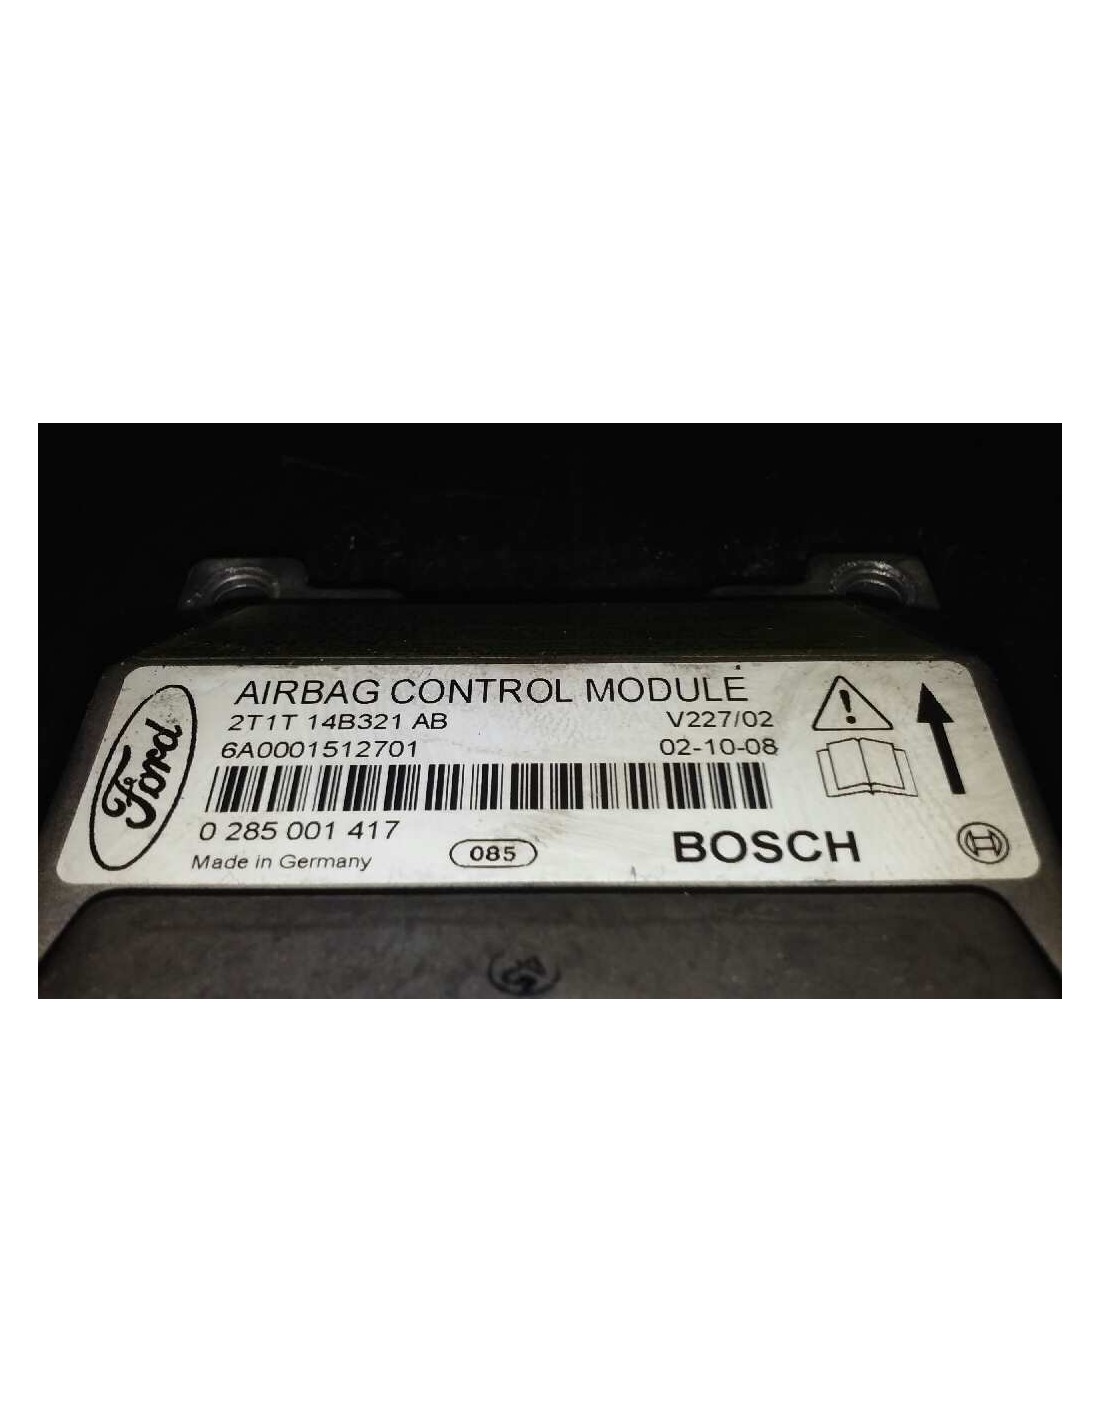 AIRBAG CONTROL MODULE
2T1T 14B321 AB V227/02
6A0001512701 02-10-08
0 285 001 417
Made in Germany 085 BOSCH
Ford